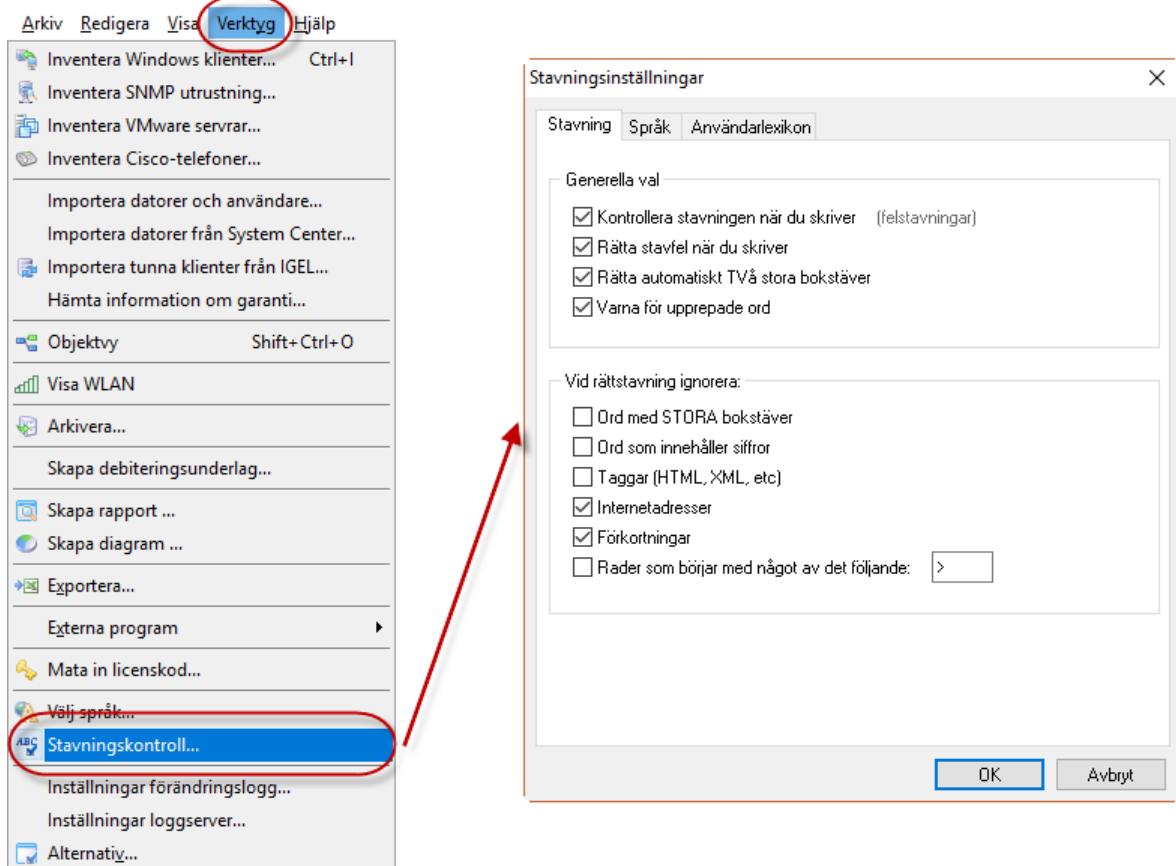 Arkiv Redigera Visa Verktyg Hjälp
Inventera Windows klienter... Ctrl+I
Inventera SNMP utrustning...
Inventera VMware servrar...
Inventera Cisco-telefoner...
Importera datorer och användare...
Importera datorer från System Center...
Importera tunna klienter från IGEL...
Hämta information om garanti...
Objektvy Shift+Ctrl+O
Visa WLAN
Arkivera...
Skapa debiteringsunderlag...
Skapa rapport ...
Skapa diagram ...
Exportera...
Externa program
Mata in licenskod...
Välj språk...
ABC Stavningskontroll...
Inställningar förändringslogg...
Inställningar loggserver...
Alternativ...
Stavningsinställningar
Stavning Språk Användarlexikon
Generella val
Kontrollera stavningen när du skriver (felstavningar)
Rätta stavfel när du skriver
Rätta automatiskt TVå stora bokstäver
Varna för upprepade ord
Vid rättstavning ignorera:
Ord med STORA bokstäver
Ord som innehåller siffror
Taggar (HTML, XML, etc)
Internetadresser
Förkortningar
Rader som börjar med något av det följande: >
OK Avbryt